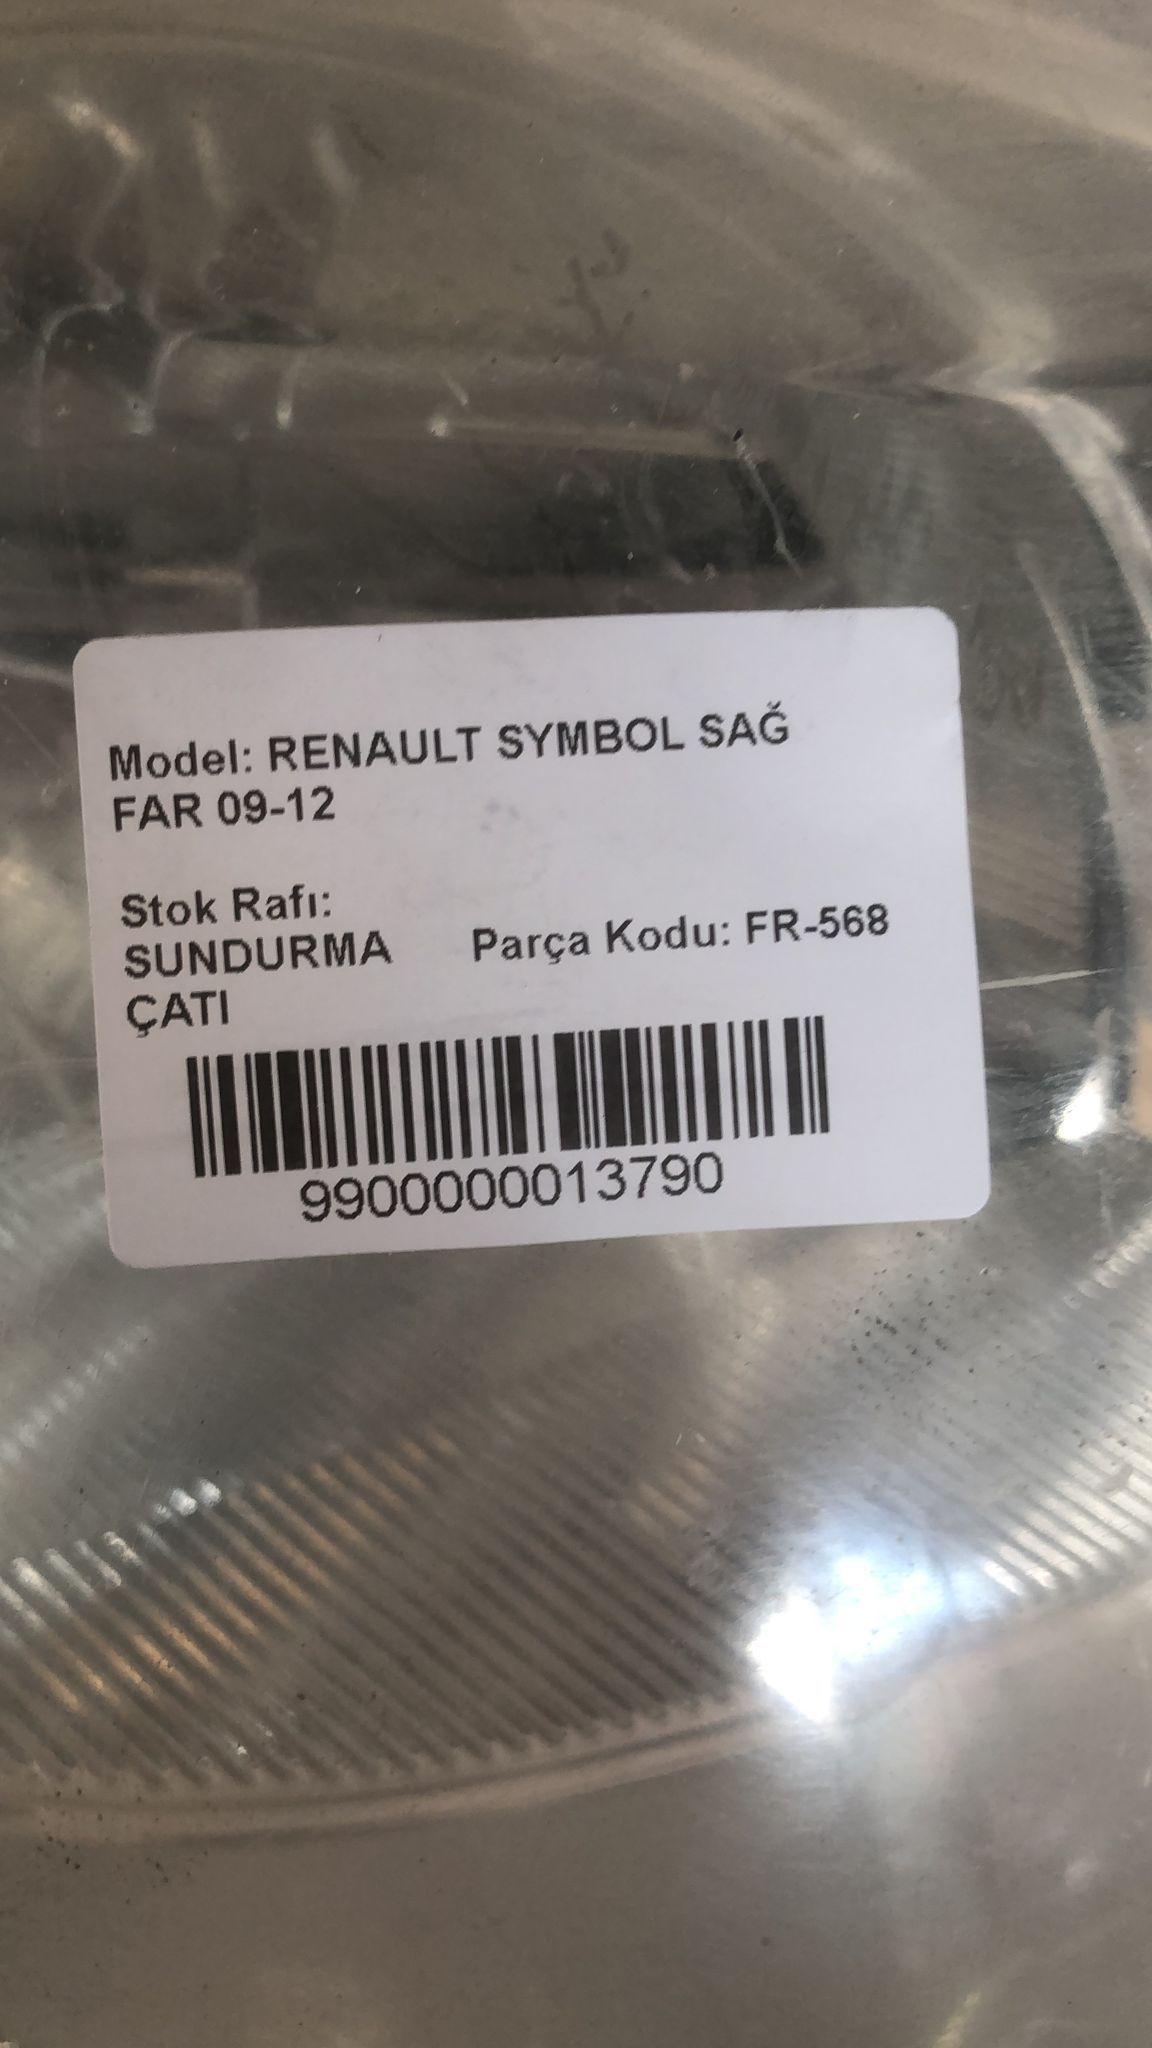 Model: RENAULT SYMBOL SAĞ
FAR 09-12
Stok Rafı:
SUNDURMA
ÇATI
Parça Kodu: FR-568
9900000013790